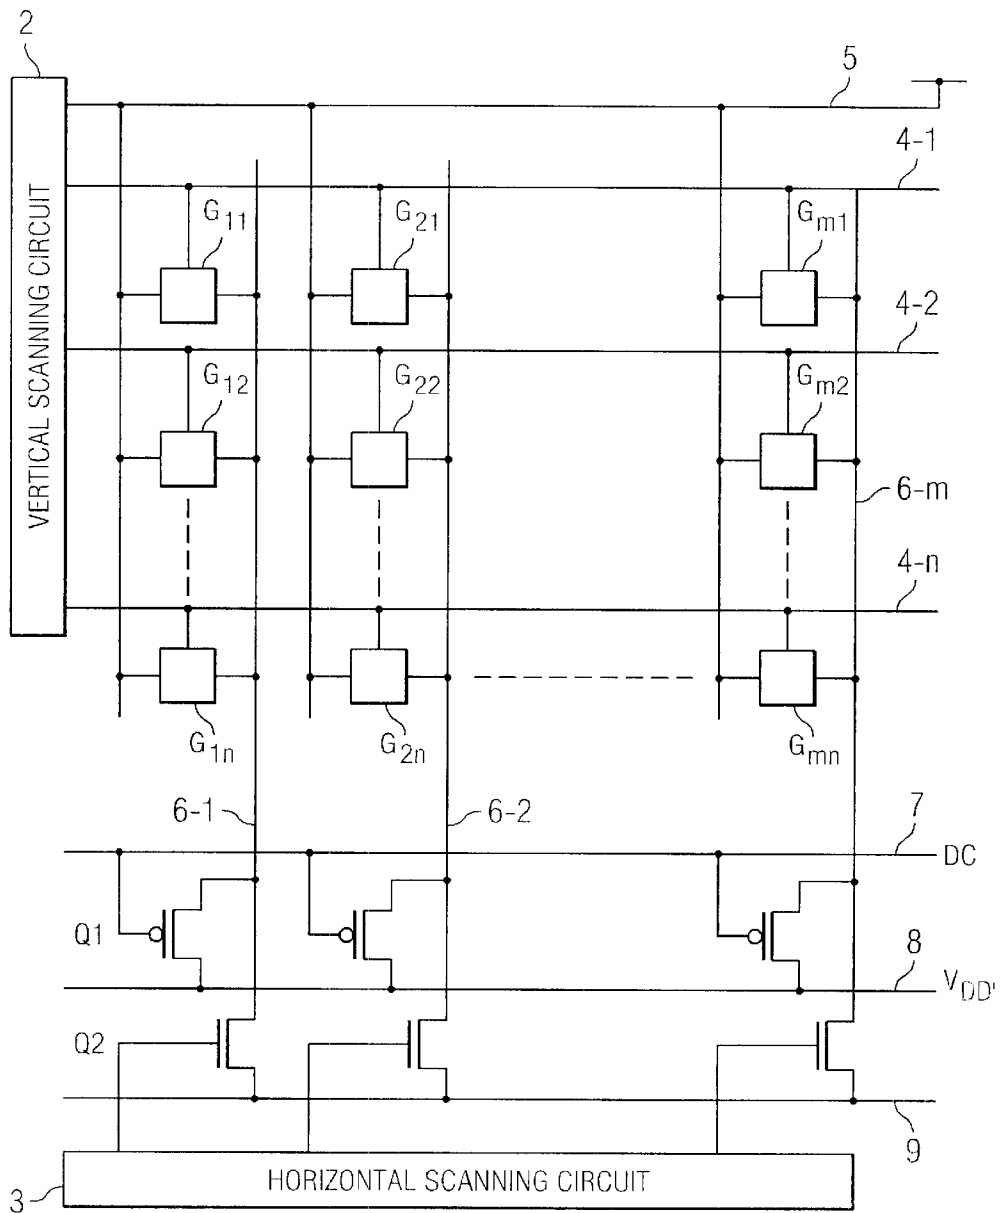 2
5
4-1
VERTICAL SCANNING CIRCUIT
G11
G21
Gm1
4-2
G12
G22
Gm2
6-m
4-n
G1n
G2n
Gmn
6-1
6-2
7
DC
Q1
8
VDD'
Q2
9
HORIZONTAL SCANNING CIRCUIT
3